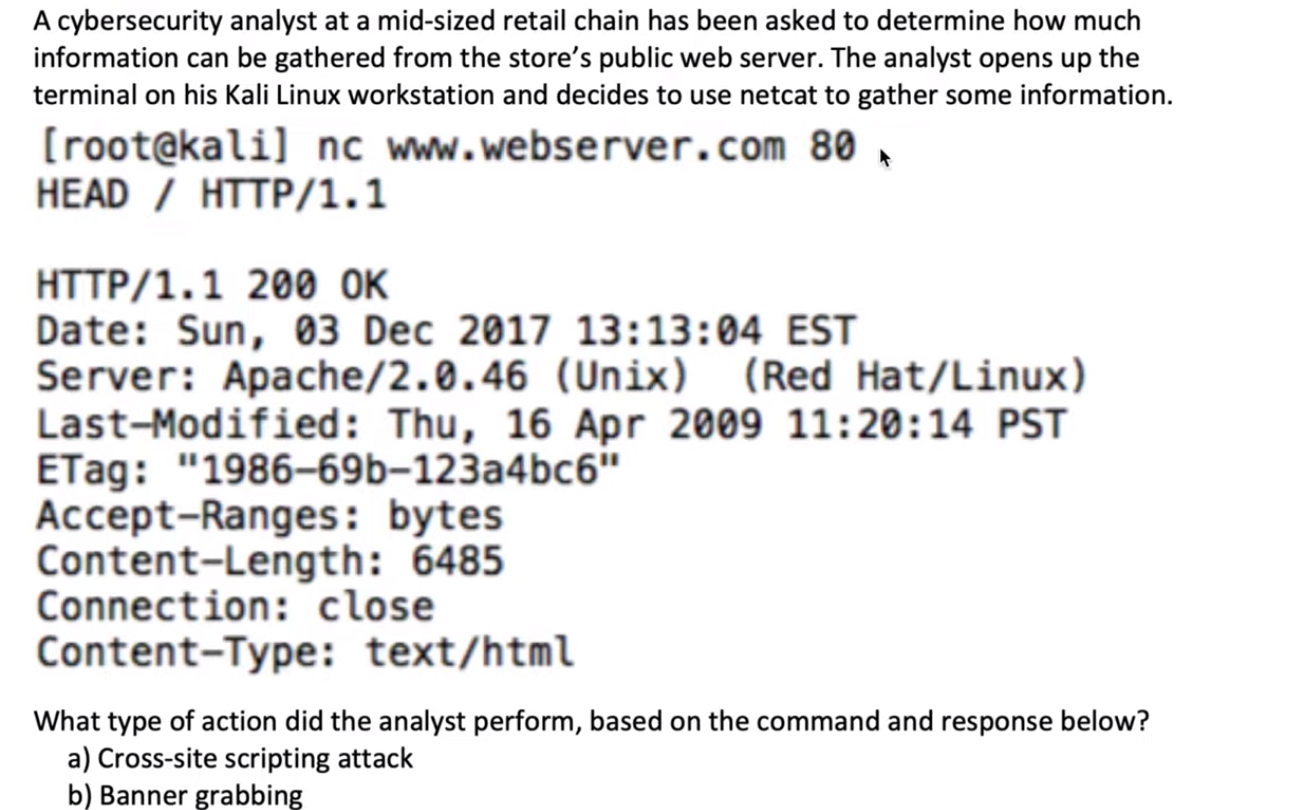 A cybersecurity analyst at a mid-sized retail chain has been asked to determine how much
information can be gathered from the store’s public web server. The analyst opens up the
terminal on his Kali Linux workstation and decides to use netcat to gather some information.
[root@kali] nc www.webserver.com 80
HEAD / HTTP/1.1
HTTP/1.1 200 OK
Date: Sun, 03 Dec 2017 13:13:04 EST
Server: Apache/2.0.46 (Unix)  (Red Hat/Linux)
Last-Modified: Thu, 16 Apr 2009 11:20:14 PST
ETag: "1986-69b-123a4bc6"
Accept-Ranges: bytes
Content-Length: 6485
Connection: close
Content-Type: text/html
What type of action did the analyst perform, based on the command and response below?
a) Cross-site scripting attack
b) Banner grabbing